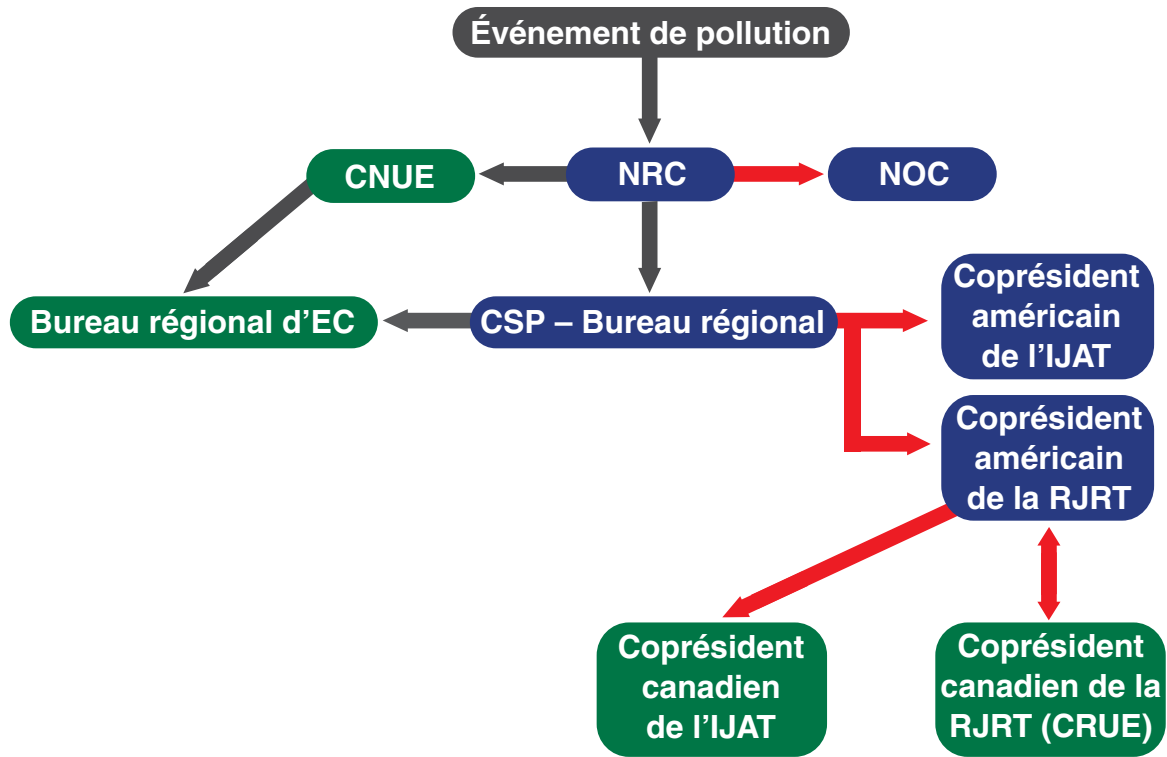 Événement de pollution
CNUE
NRC
NOC
Bureau régional d’EC
CSP – Bureau régional
Coprésident
américain
de l’IJAT
Coprésident
américain
de la RJRT
Coprésident
canadien
de l’IJAT
Coprésident
canadien de la
RJRT (CRUE)